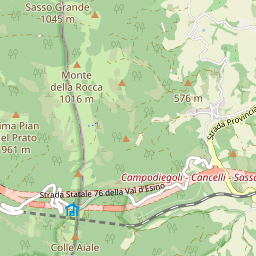 Sasso Grande
1045 m
Monte
della Rocca
1016 m
576 m
Strada Provincia
ima Pian
el Prato
961 m
Campodiegoli - Cancelli - Sasso
Strada Statale 76 della Val d'Esino
Colle Aiale